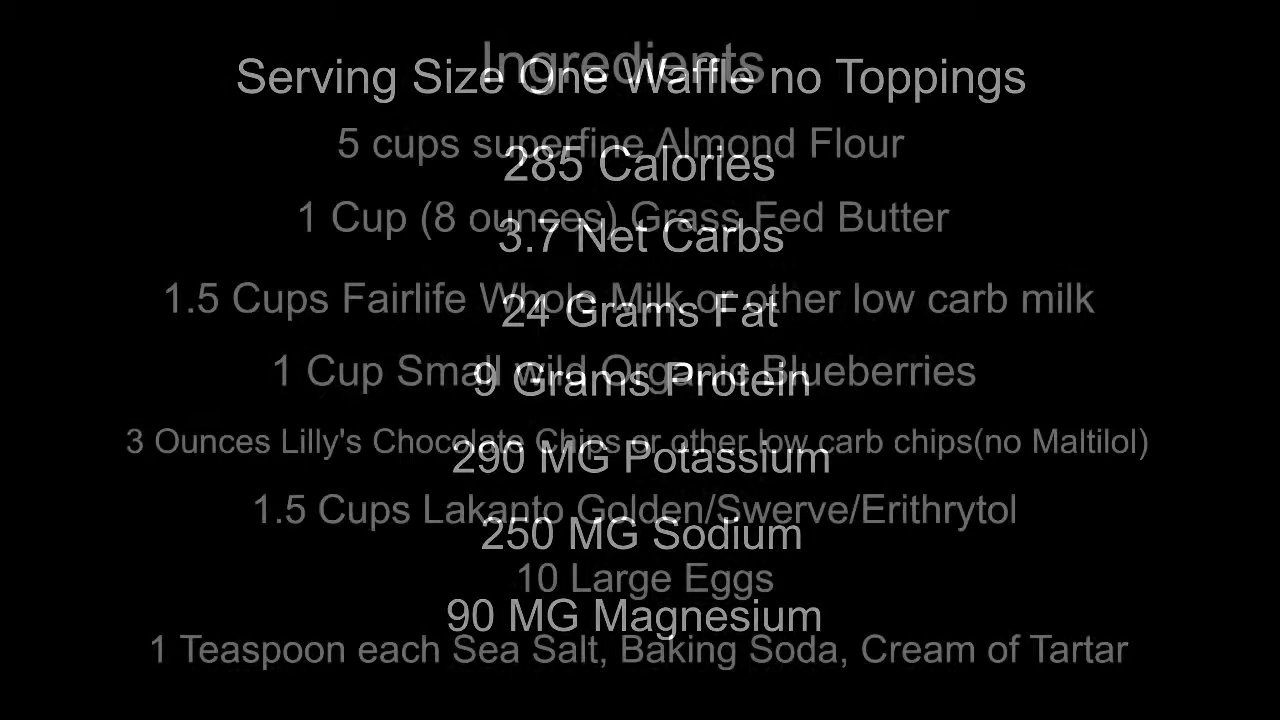 Ingredients
Serving Size One Waffle no Toppings
5 cups superfine Almond Flour
285 Calories
1 Cup (8 ounces) Grass Fed Butter
3.7 Net Carbs
1.5 Cups Fairlife Whole Milk or other low carb milk
24 Grams Fat
1 Cup Small wild Organic Blueberries
9 Grams Protein
3 Ounces Lilly's Chocolate Chips or other low carb chips(no Maltilol)
290 MG Potassium
1.5 Cups Lakanto Golden/Swerve/Erithrytol
250 MG Sodium
10 Large Eggs
90 MG Magnesium
1 Teaspoon each Sea Salt, Baking Soda, Cream of Tartar